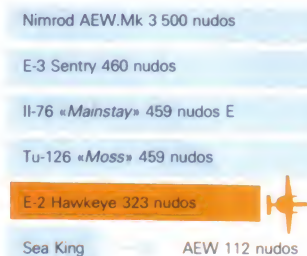 Nimrod AEW.Mk 3 500 nudos
E-3 Sentry 460 nudos
Il-76 «Mainstay» 459 nudos E
Tu-126 «Moss» 459 nudos
E-2 Hawkeye 323 nudos
Sea King AEW 112 nudos